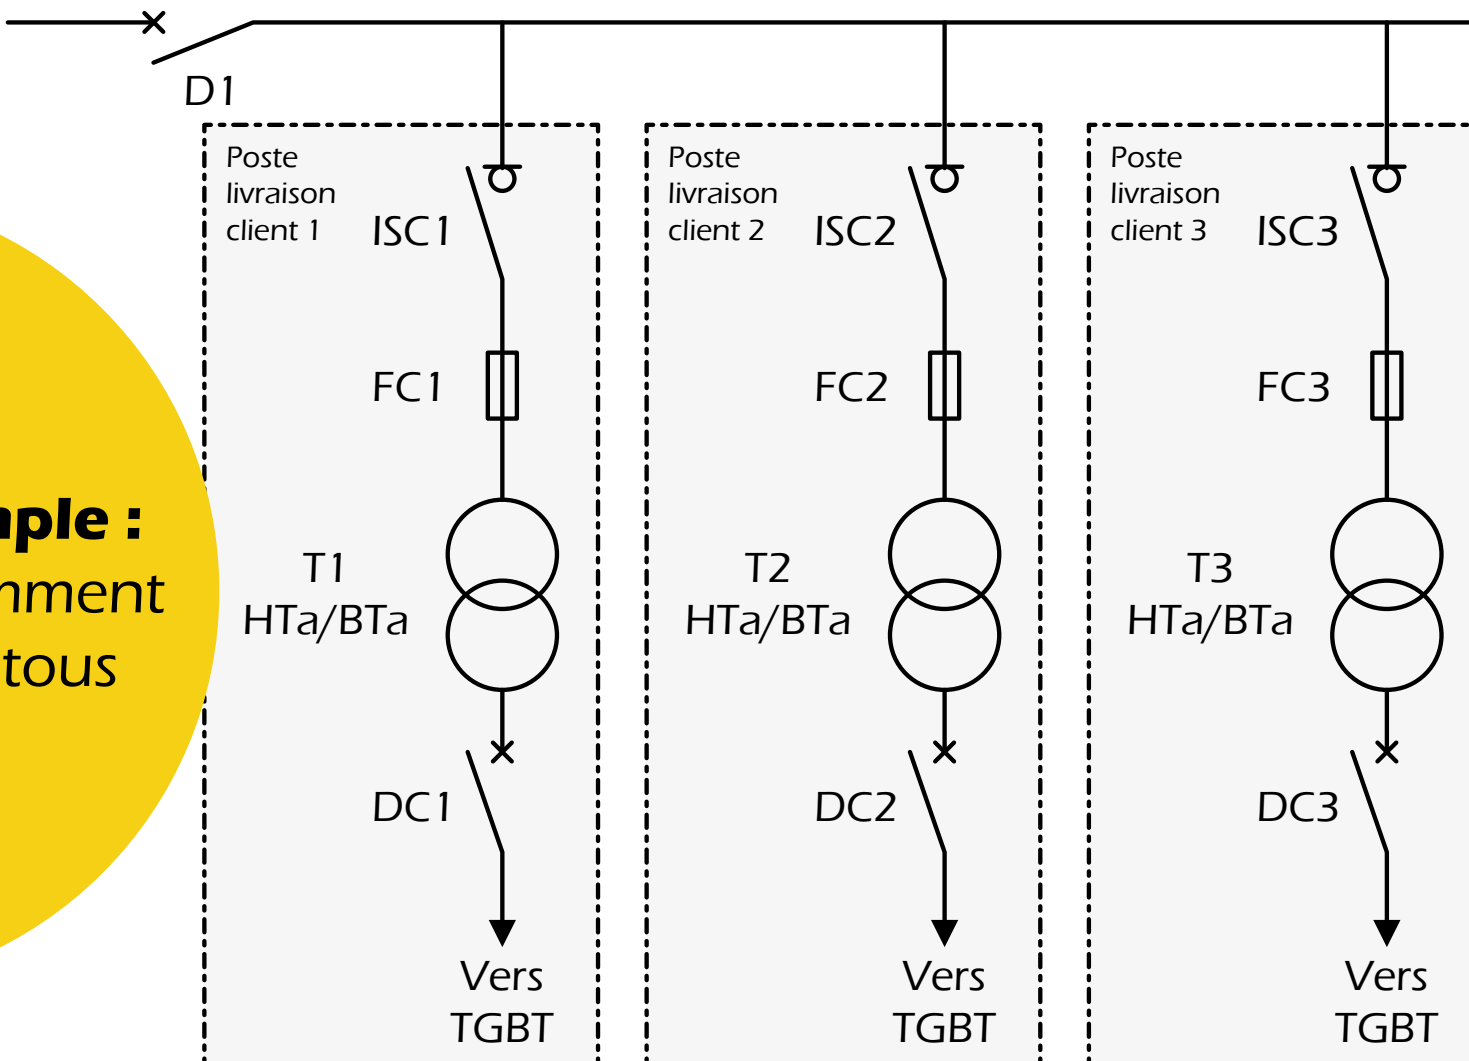 D1
Poste
livraison
client 1
ISC1
FC1
T1
HTa/BTa
DC1
Vers
TGBT
Poste
livraison
client 2
ISC2
FC2
T2
HTa/BTa
DC2
Vers
TGBT
Poste
livraison
client 3
ISC3
FC3
T3
HTa/BTa
DC3
Vers
TGBT
tous